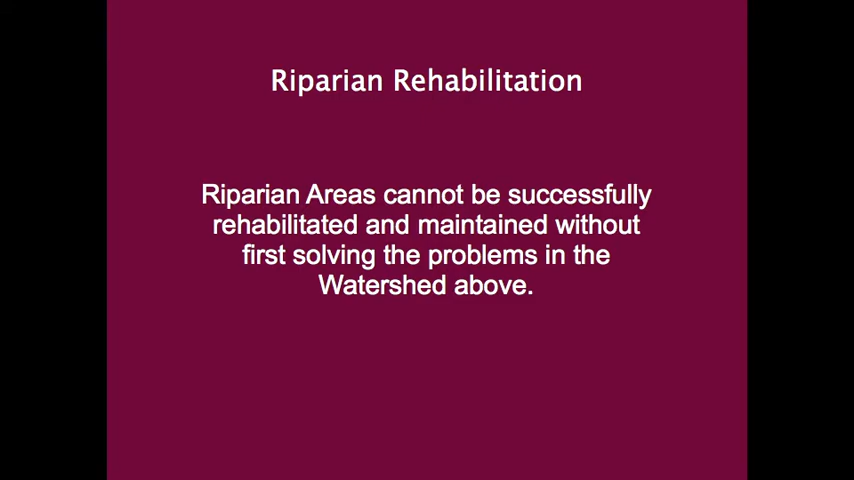 Riparian Rehabilitation
Riparian Areas cannot be successfully
rehabilitated and maintained without
first solving the problems in the
Watershed above.